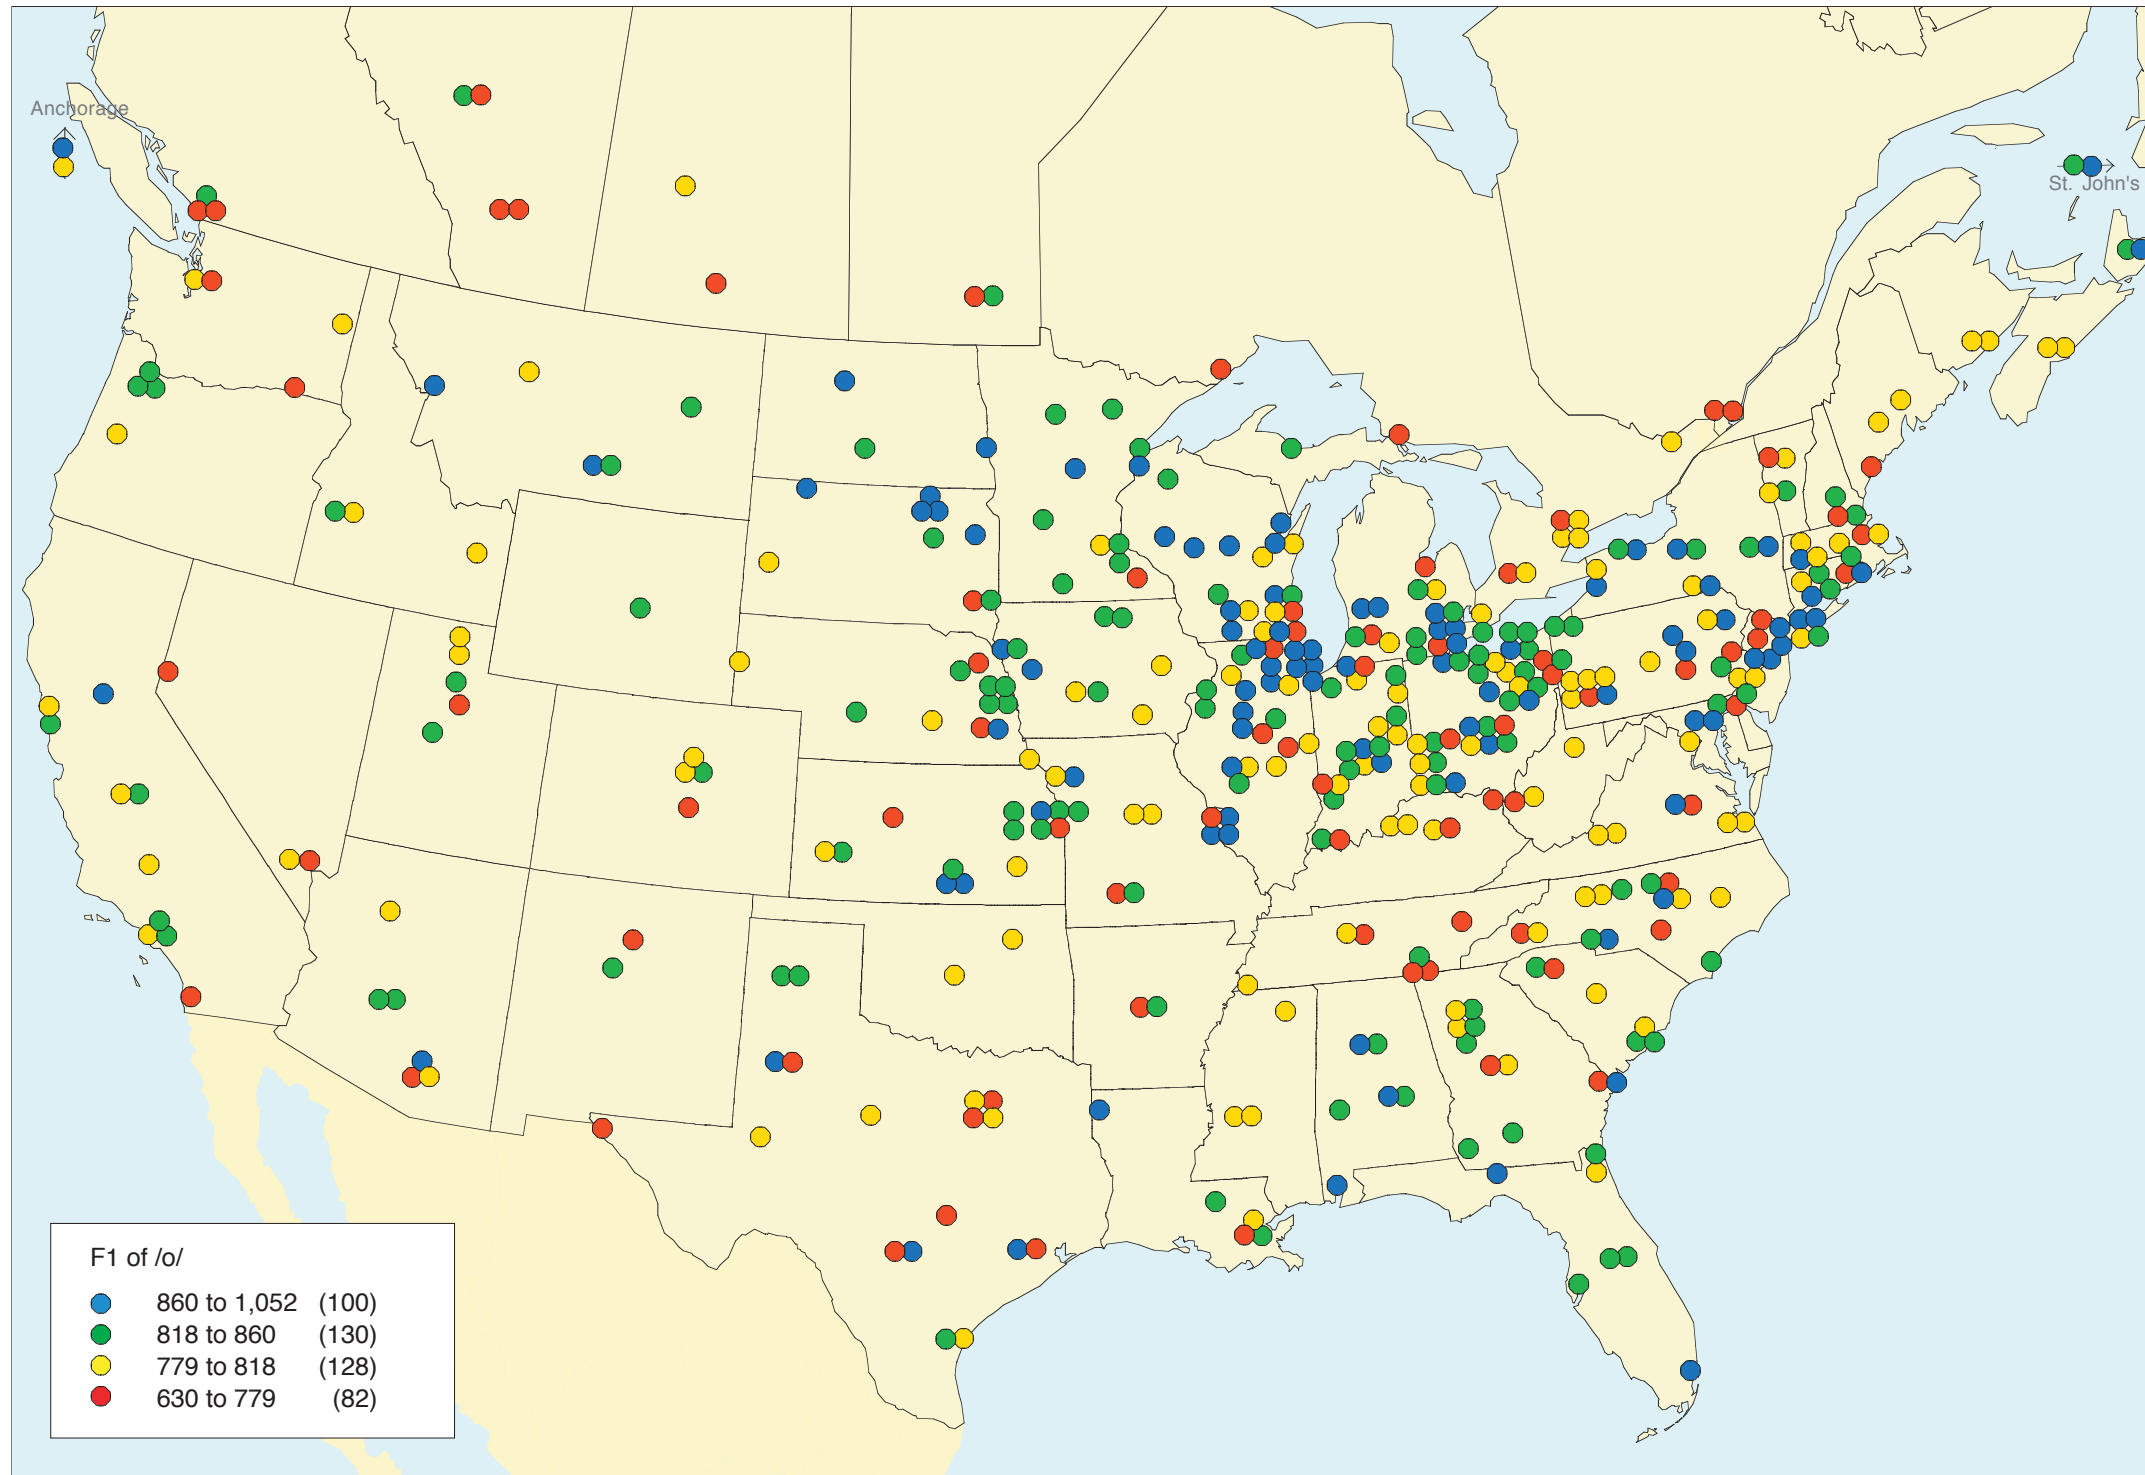 Anchorage
St. John's
F1 of /o/
860 to 1,052 (100)
818 to 860 (130)
779 to 818 (128)
630 to 779 (82)